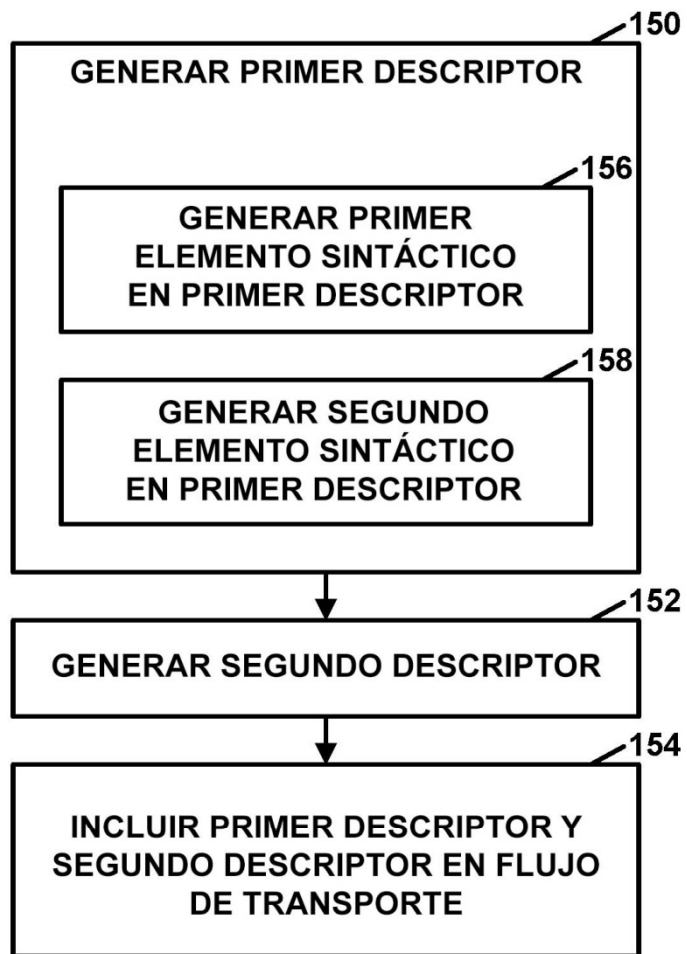 150
GENERAR PRIMER DESCRIPTOR
156
GENERAR PRIMER
ELEMENTO SINTÁCTICO
EN PRIMER DESCRIPTOR
158
GENERAR SEGUNDO
ELEMENTO SINTÁCTICO
EN PRIMER DESCRIPTOR
152
GENERAR SEGUNDO DESCRIPTOR
154
INCLUIR PRIMER DESCRIPTOR Y
SEGUNDO DESCRIPTOR EN FLUJO
DE TRANSPORTE